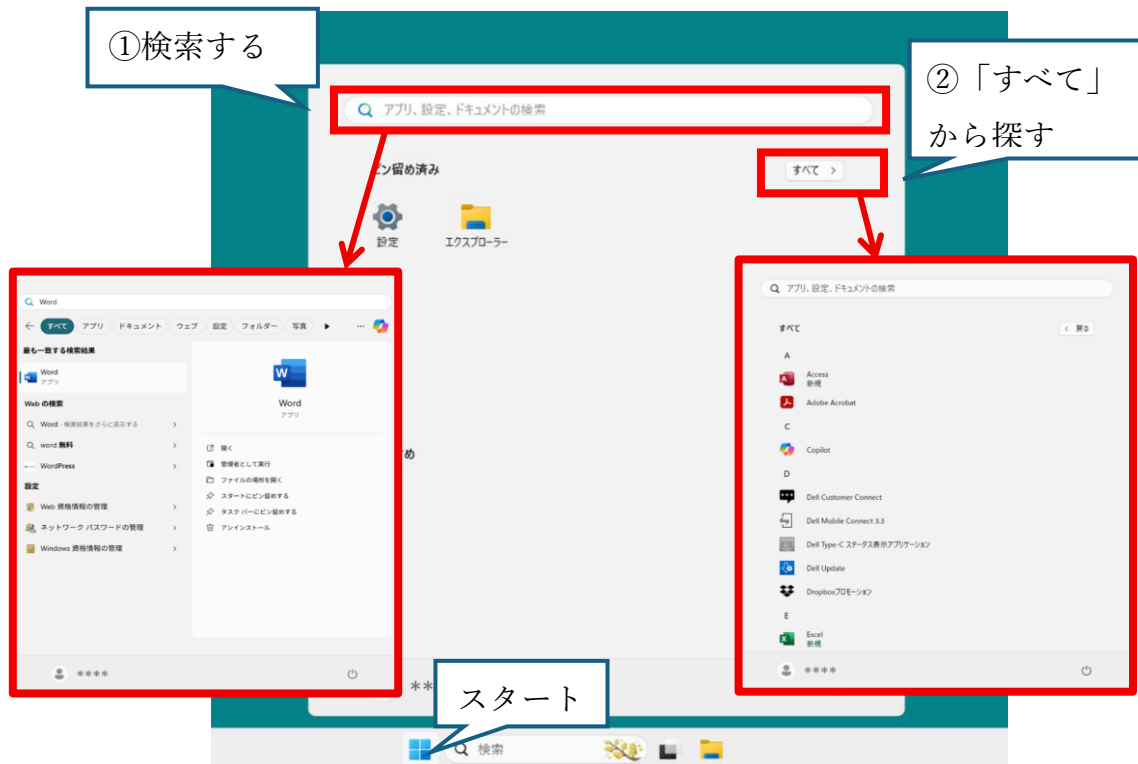 ①検索する
②「すべて」
から探す
アプリ、設定、ドキュメントの検索
ピン留め済み
すべて >
設定
エクスプローラー
Word
← すべて アプリ ドキュメント ウェブ 設定 フォルダー 写真 ▶ …
最も一致する検索結果
Word
アプリ
Web の検索
Word - 検索結果をさらに表示する >
word 無料 >
WordPress >
設定
Web 資格情報の管理 >
ネットワーク パスワードの管理 >
Windows 資格情報の管理 >
Word
アプリ
開く
管理者として実行
ファイルの場所を開く
スタートにピン留めする
タスク バーにピン留めする
アンインストール
****
め
**
アプリ、設定、ドキュメントの検索
すべて
< 戻る
A
Access
新規
Adobe Acrobat
C
Copilot
D
Dell Customer Connect
Dell Mobile Connect 3.3
Dell Type-C ステータス表示アプリケーション
Dell Update
Dropboxプロモーション
E
Excel
新規
****
スタート
検索